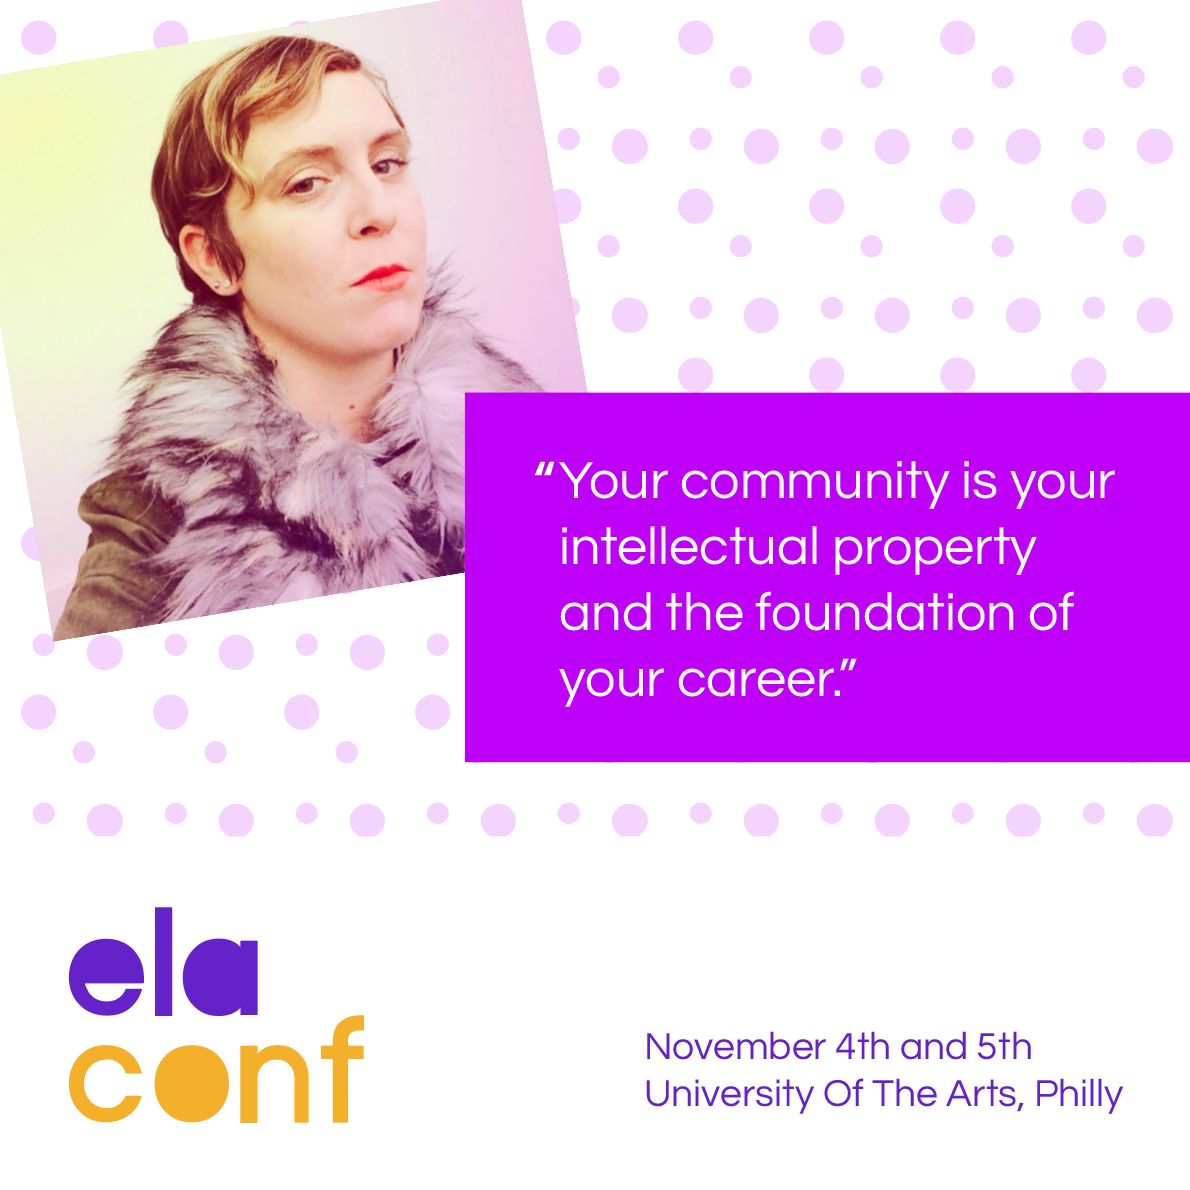 “Your community is your
intellectual property
and the foundation of
your career.”
ela
conf
November 4th and 5th
University Of The Arts, Philly